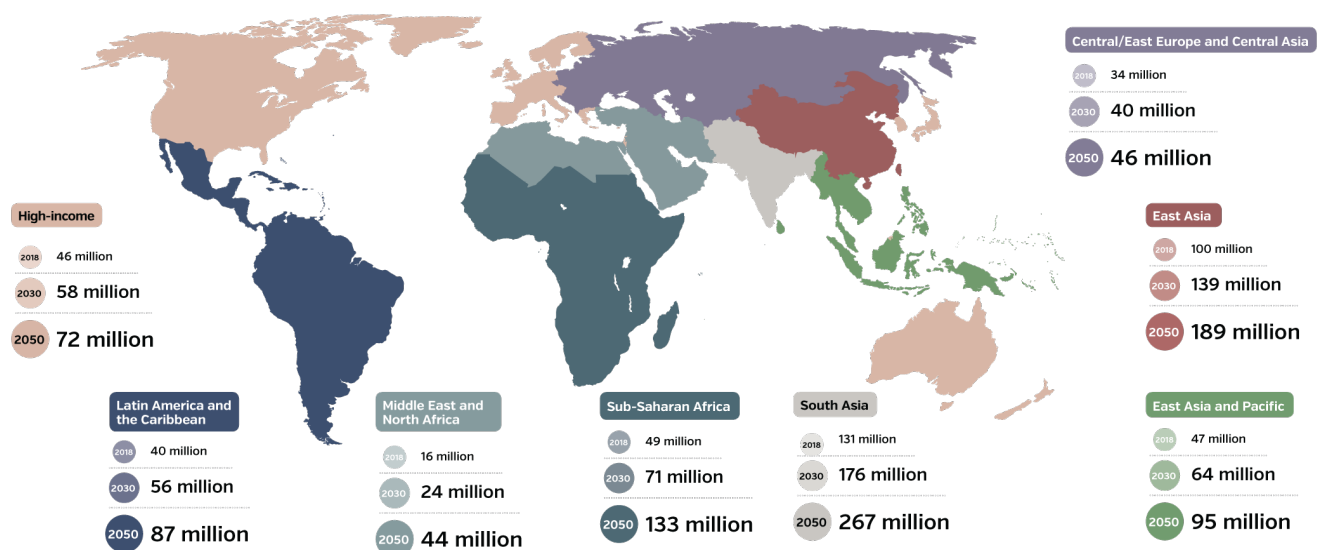 Central/East Europe and Central Asia
2018 34 million
2030 40 million
2050 46 million
High-income
2018 46 million
2030 58 million
2050 72 million
East Asia
2018 100 million
2030 139 million
2050 189 million
Latin America and
the Caribbean
2018 40 million
2030 56 million
2050 87 million
Middle East and
North Africa
2018 16 million
2030 24 million
2050 44 million
Sub-Saharan Africa
2018 49 million
2030 71 million
2050 133 million
South Asia
2018 131 million
2030 176 million
2050 267 million
East Asia and Pacific
2018 47 million
2030 64 million
2050 95 million